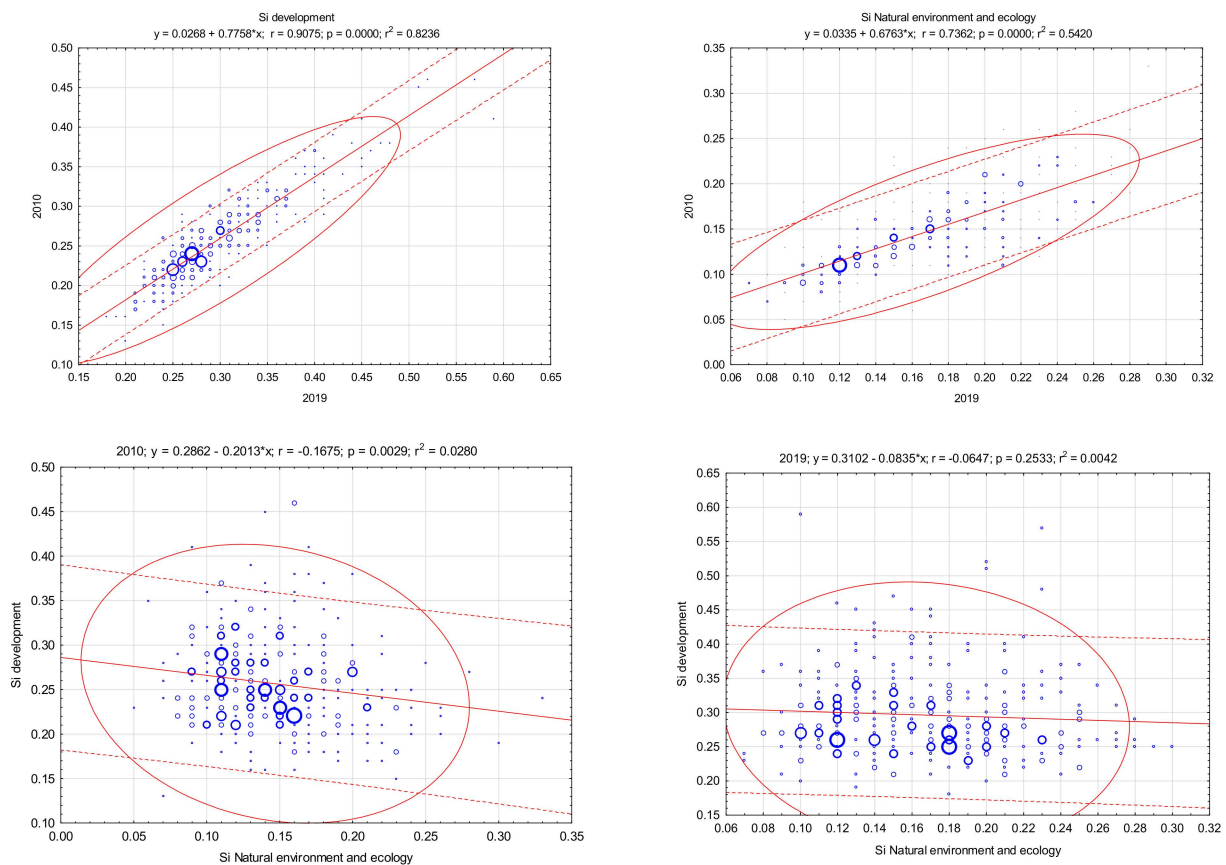 Si development
y = 0.0268 + 0.7758*x; r = 0.9075; p = 0.0000; r² = 0.8236
0.50
0.45
0.40
0.35
0.30
0.25
0.20
0.15
0.10
2010
0.15 0.20 0.25 0.30 0.35 0.40 0.45 0.50 0.55 0.60 0.65
2019
Si Natural environment and ecology
y = 0.0335 + 0.6763*x; r = 0.7362; p = 0.0000; r² = 0.5420
0.35
0.30
0.25
0.20
0.15
0.10
0.05
0.00
2010
0.06 0.08 0.10 0.12 0.14 0.16 0.18 0.20 0.22 0.24 0.26 0.28 0.30 0.32
2019
2010; y = 0.2862 - 0.2013*x; r = -0.1675; p = 0.0029; r² = 0.0280
0.50
0.45
0.40
0.35
0.30
0.25
0.20
0.15
0.10
Si development
0.00 0.05 0.10 0.15 0.20 0.25 0.30 0.35
Si Natural environment and ecology
2019; y = 0.3102 - 0.0835*x; r = -0.0647; p = 0.2533; r² = 0.0042
0.65
0.60
0.55
0.50
0.45
0.40
0.35
0.30
0.25
0.20
0.15
Si development
0.06 0.08 0.10 0.12 0.14 0.16 0.18 0.20 0.22 0.24 0.26 0.28 0.30 0.32
Si Natural environment and ecology